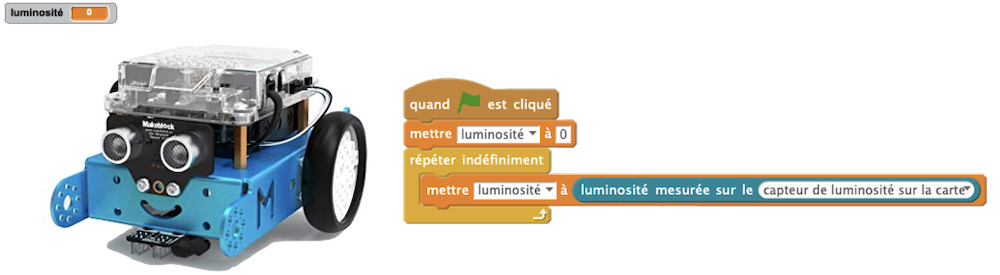 luminosité 0
Makeblock
quand est cliqué
mettre luminosité à 0
répéter indéfiniment
mettre luminosité à luminosité mesurée sur le capteur de luminosité sur la carte